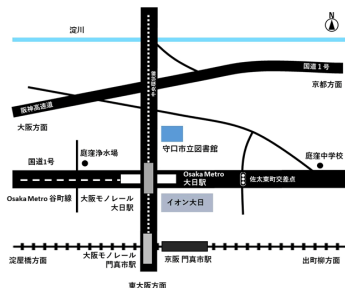 淀川
N
国道１号
京都方面
阪神高速道
大阪方面
守口市立図書館
庭窪浄水場
庭窪中学校
国道1号
Osaka Metro
大日駅
佐太東町交差点
Osaka Metro 谷町線
大阪モノレール
大日駅
イオン大日
淀屋橋方面
大阪モノレール
門真市駅
京阪 門真市駅
出町柳方面
東大阪方面